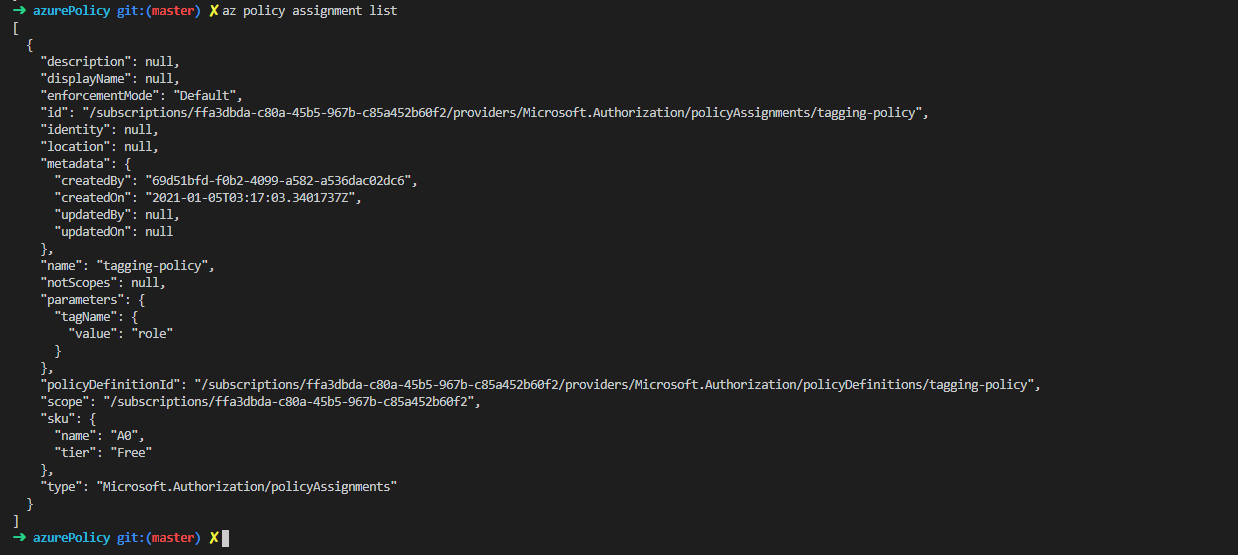 ➜ azurePolicy git:(master) ✗ az policy assignment list
[
  {
    "description": null,
    "displayName": null,
    "enforcementMode": "Default",
    "id": "/subscriptions/ffa3dbda-c80a-45b5-967b-c85a452b60f2/providers/Microsoft.Authorization/policyAssignments/tagging-policy",
    "identity": null,
    "location": null,
    "metadata": {
      "createdBy": "69d51bfd-f0b2-4099-a582-a536dac02dc6",
      "createdOn": "2021-01-05T03:17:03.3401737Z",
      "updatedBy": null,
      "updatedOn": null
    },
    "name": "tagging-policy",
    "notScopes": null,
    "parameters": {
      "tagName": {
        "value": "role"
      }
    },
    "policyDefinitionId": "/subscriptions/ffa3dbda-c80a-45b5-967b-c85a452b60f2/providers/Microsoft.Authorization/policyDefinitions/tagging-policy",
    "scope": "/subscriptions/ffa3dbda-c80a-45b5-967b-c85a452b60f2",
    "sku": {
      "name": "A0",
      "tier": "Free"
    },
    "type": "Microsoft.Authorization/policyAssignments"
  }
]
➜ azurePolicy git:(master) ✗